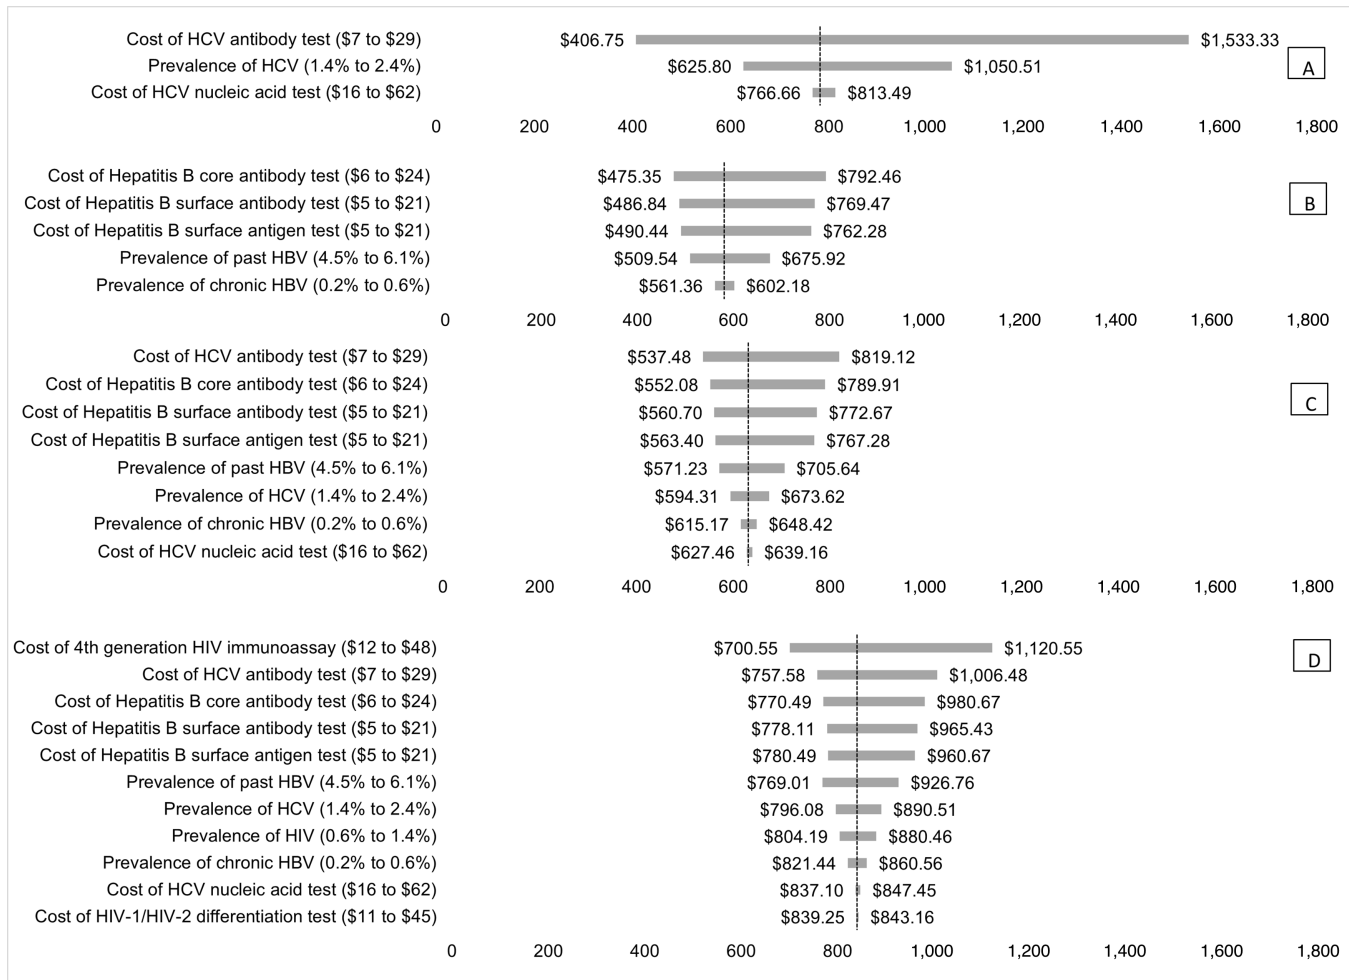 Cost of HCV antibody test ($7 to $29) $406.75 $1,533.33
Prevalence of HCV (1.4% to 2.4%) $625.80 $1,050.51 A
Cost of HCV nucleic acid test ($16 to $62) $766.66 $813.49
0 200 400 600 800 1,000 1,200 1,400 1,600 1,800
Cost of Hepatitis B core antibody test ($6 to $24) $475.35 $792.46
Cost of Hepatitis B surface antibody test ($5 to $21) $486.84 $769.47 B
Cost of Hepatitis B surface antigen test ($5 to $21) $490.44 $762.28
Prevalence of past HBV (4.5% to 6.1%) $509.54 $675.92
Prevalence of chronic HBV (0.2% to 0.6%) $561.36 $602.18
0 200 400 600 800 1,000 1,200 1,400 1,600 1,800
Cost of HCV antibody test ($7 to $29) $537.48 $819.12
Cost of Hepatitis B core antibody test ($6 to $24) $552.08 $789.91 C
Cost of Hepatitis B surface antibody test ($5 to $21) $560.70 $772.67
Cost of Hepatitis B surface antigen test ($5 to $21) $563.40 $767.28
Prevalence of past HBV (4.5% to 6.1%) $571.23 $705.64
Prevalence of HCV (1.4% to 2.4%) $594.31 $673.62
Prevalence of chronic HBV (0.2% to 0.6%) $615.17 $648.42
Cost of HCV nucleic acid test ($16 to $62) $627.46 $639.16
0 200 400 600 800 1,000 1,200 1,400 1,600 1,800
Cost of 4th generation HIV immunoassay ($12 to $48) $700.55 $1,120.55 D
Cost of HCV antibody test ($7 to $29) $757.58 $1,006.48
Cost of Hepatitis B core antibody test ($6 to $24) $770.49 $980.67
Cost of Hepatitis B surface antibody test ($5 to $21) $778.11 $965.43
Cost of Hepatitis B surface antigen test ($5 to $21) $780.49 $960.67
Prevalence of past HBV (4.5% to 6.1%) $769.01 $926.76
Prevalence of HCV (1.4% to 2.4%) $796.08 $890.51
Prevalence of HIV (0.6% to 1.4%) $804.19 $880.46
Prevalence of chronic HBV (0.2% to 0.6%) $821.44 $860.56
Cost of HCV nucleic acid test ($16 to $62) $837.10 $847.45
Cost of HIV-1/HIV-2 differentiation test ($11 to $45) $839.25 $843.16
0 200 400 600 800 1,000 1,200 1,400 1,600 1,800